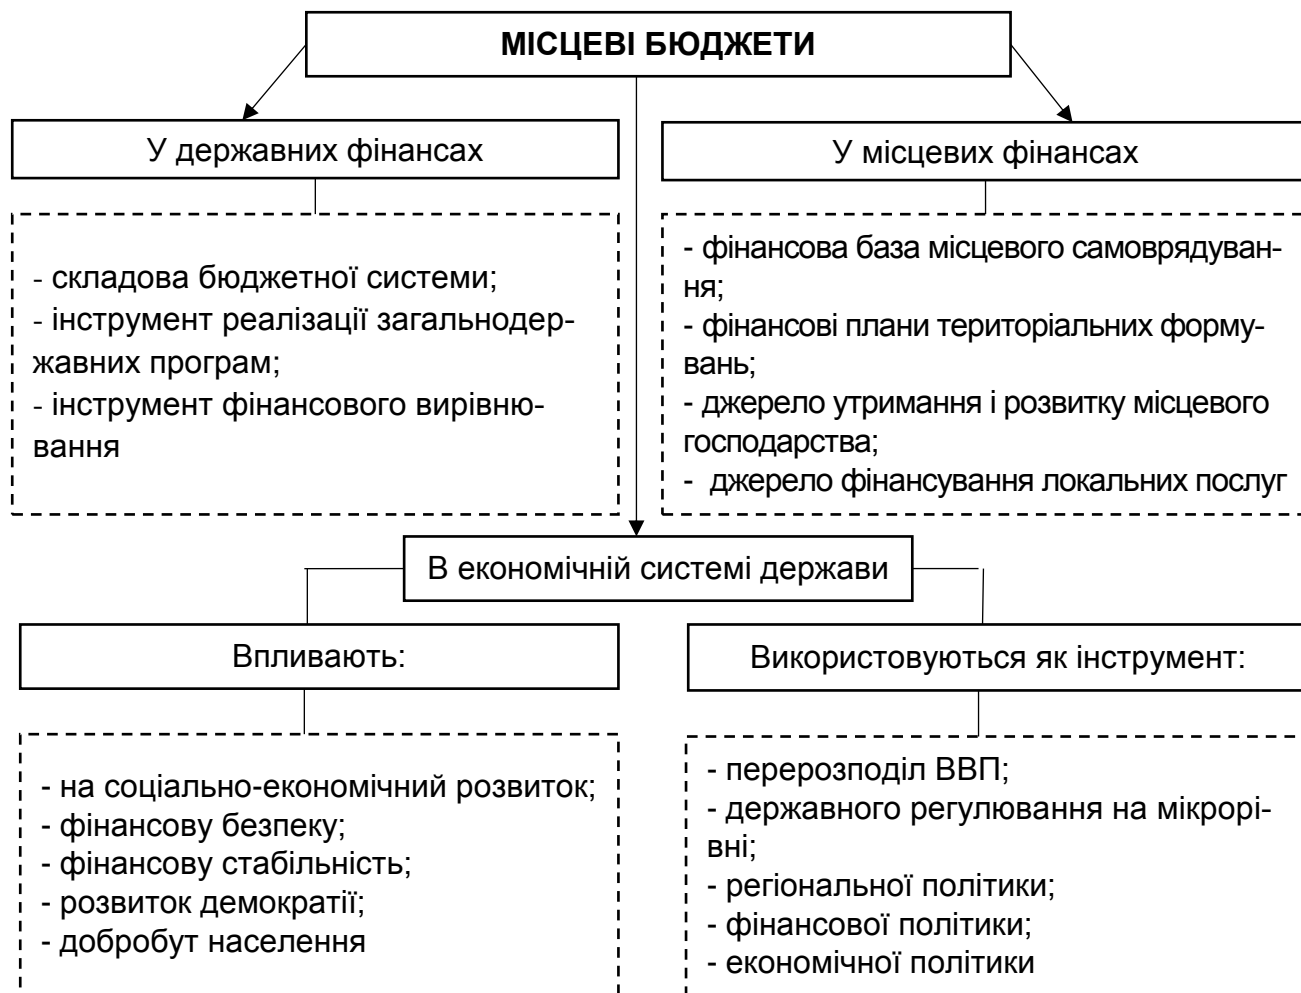 МІСЦЕВІ БЮДЖЕТИ
У державних фінансах
- складова бюджетної системи;
- інструмент реалізації загальнодер-
жавних програм;
- інструмент фінансового вирівню-
вання
У місцевих фінансах
- фінансова база місцевого самоврядуван-
ня;
- фінансові плани територіальних форму-
вань;
- джерело утримання і розвитку місцевого
господарства;
- джерело фінансування локальних послуг
В економічній системі держави
Впливають:
- на соціально-економічний розвиток;
- фінансову безпеку;
- фінансову стабільність;
- розвиток демократії;
- добробут населення
Використовуються як інструмент:
- перерозподіл ВВП;
- державного регулювання на мікрорі-
вні;
- регіональної політики;
- фінансової політики;
- економічної політики